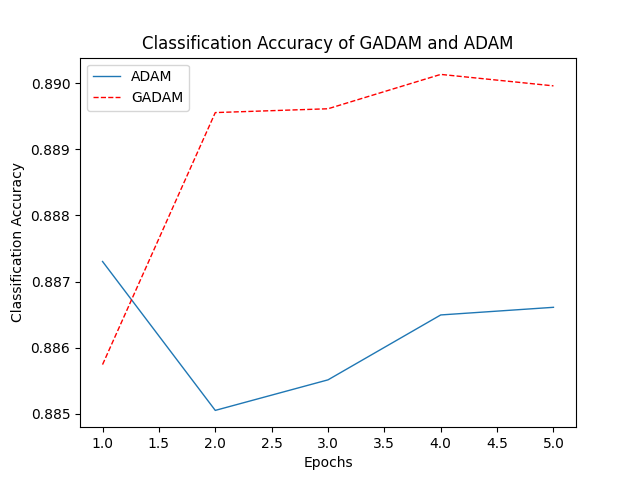 Classification Accuracy of GADAM and ADAM
ADAM
GADAM
Classification Accuracy
0.890
0.889
0.888
0.887
0.886
0.885
1.0 1.5 2.0 2.5 3.0 3.5 4.0 4.5 5.0
Epochs